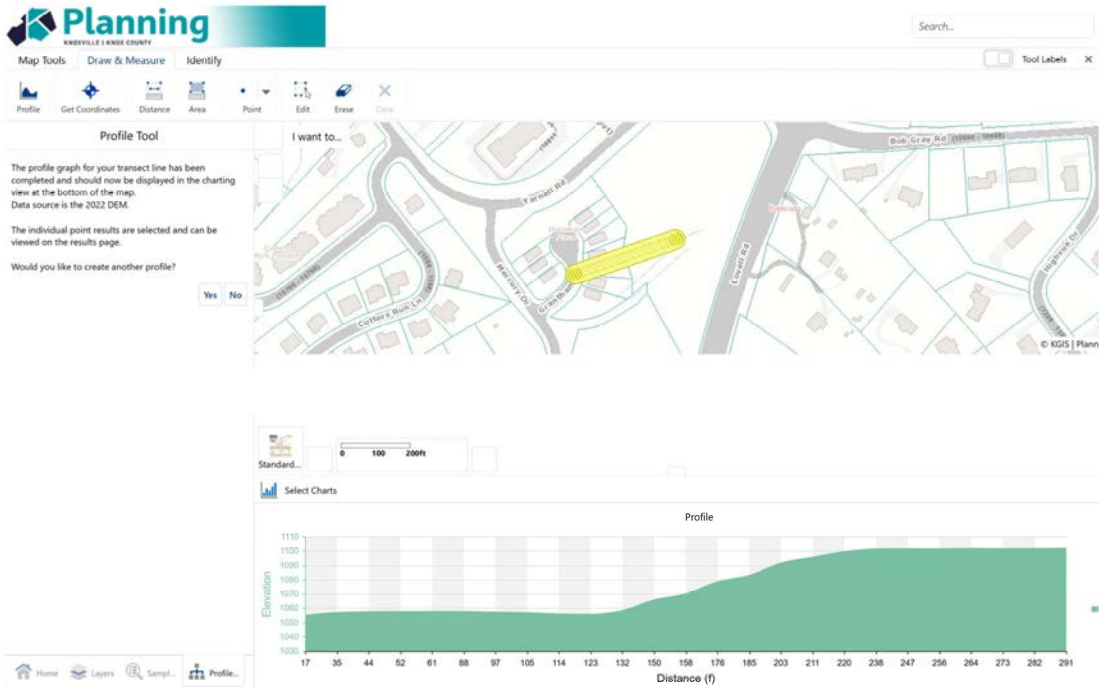 Planning
KNOXVILLE | KNOX COUNTY
Search...
Map Tools Draw & Measure Identify
Tool Labels X
Profile Get Coordinates Distance Area Point Edit Erase Clear
Profile Tool
I want to...
The profile graph for your transect line has been
completed and should now be displayed in the charting
view at the bottom of the map.
Data source is the 2022 DEM.
The individual point results are selected and can be
viewed on the results page.
Would you like to create another profile?
Yes No
Yarnell Rd
Bob Gray Rd
Mercury Dr
Lovell Rd
Highvue Dr
Cutters Run Ln
© KGIS | Plann
0 100 200ft
Standard...
Select Charts
Profile
Elevation
1110
1100
1090
1080
1070
1060
1050
1040
1030
17 35 44 52 61 88 97 105 114 123 132 150 158 176 185 203 211 220 238 247 256 264 273 282 291
Distance (f)
Home Layers Sampl... Profile...